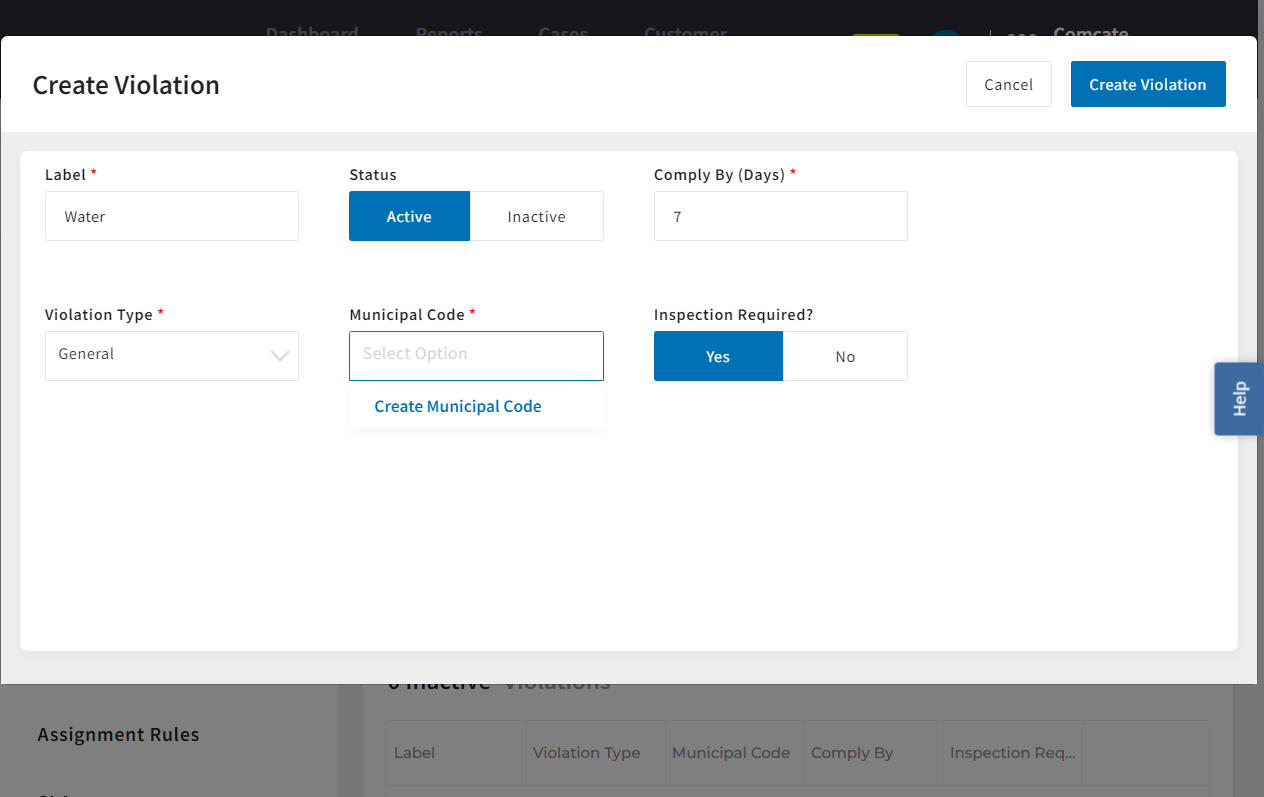 Dashboard Reports Cases Customer Comcate
Create Violation
Cancel
Create Violation
Label *
Status
Comply By (Days) *
Water
Active
Inactive
7
Violation Type *
Municipal Code *
Inspection Required?
General
Select Option
Yes
No
Create Municipal Code
Help
0 Inactive Violations
Assignment Rules
Label Violation Type Municipal Code Comply By Inspection Req...